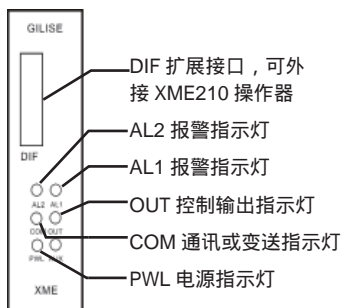 GILISE
DIF 扩展接口，可外
接 XME210 操作器
AL2 报警指示灯
DIF
AL1 报警指示灯
AL2 AL1
OUT 控制输出指示灯
COM OUT
COM 通讯或变送指示灯
PWL AUX
PWL 电源指示灯
XME